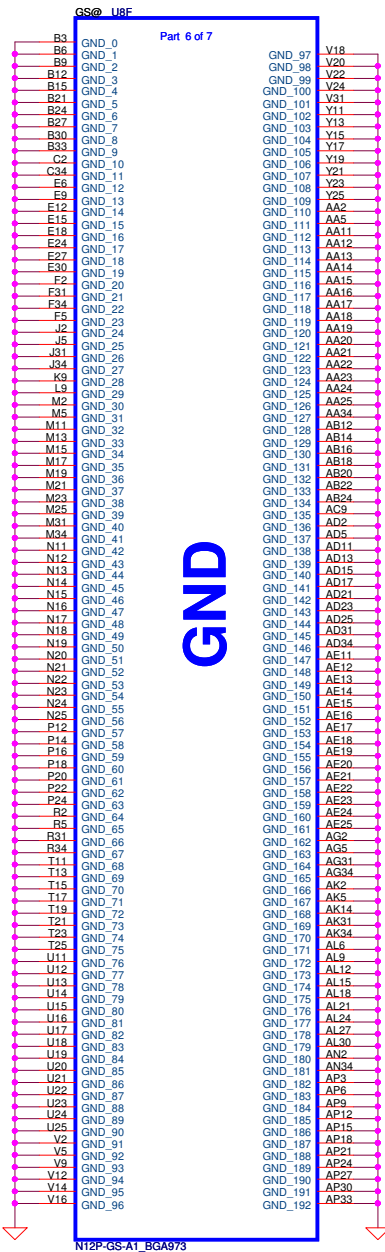 GS@ U8F
Part 6 of 7
B3 GND_0
B6 GND_1
B9 GND_2
B12 GND_3
B15 GND_4
B21 GND_5
B24 GND_6
B27 GND_7
B30 GND_8
B33 GND_9
C2 GND_10
C34 GND_11
E6 GND_12
E9 GND_13
E12 GND_14
E15 GND_15
E18 GND_16
E24 GND_17
E27 GND_18
E30 GND_19
F2 GND_20
F31 GND_21
F34 GND_22
F5 GND_23
J2 GND_24
J5 GND_25
J31 GND_26
J34 GND_27
K9 GND_28
L9 GND_29
M2 GND_30
M5 GND_31
M11 GND_32
M13 GND_33
M15 GND_34
M17 GND_35
M19 GND_36
M21 GND_37
M23 GND_38
M25 GND_39
M31 GND_40
M34 GND_41
N11 GND_42
N12 GND_43
N13 GND_44
N14 GND_45
N15 GND_46
N16 GND_47
N17 GND_48
N18 GND_49
N19 GND_50
N20 GND_51
N21 GND_52
N22 GND_53
N23 GND_54
N24 GND_55
N25 GND_56
P12 GND_57
P14 GND_58
P16 GND_59
P18 GND_60
P20 GND_61
P22 GND_62
P24 GND_63
R2 GND_64
R5 GND_65
R31 GND_66
R34 GND_67
T11 GND_68
T13 GND_69
T15 GND_70
T17 GND_71
T19 GND_72
T21 GND_73
T23 GND_74
T25 GND_75
U11 GND_76
U12 GND_77
U13 GND_78
U14 GND_79
U15 GND_80
U16 GND_81
U17 GND_82
U18 GND_83
U19 GND_84
U20 GND_85
U21 GND_86
U22 GND_87
U23 GND_88
U24 GND_89
U25 GND_90
V2 GND_91
V5 GND_92
V9 GND_93
V12 GND_94
V14 GND_95
V16 GND_96
GND
GND_97 V18
GND_98 V20
GND_99 V22
GND_100 V24
GND_101 V31
GND_102 Y11
GND_103 Y13
GND_104 Y15
GND_105 Y17
GND_106 Y19
GND_107 Y21
GND_108 Y23
GND_109 Y25
GND_110 AA2
GND_111 AA5
GND_112 AA11
GND_113 AA12
GND_114 AA13
GND_115 AA14
GND_116 AA15
GND_117 AA16
GND_118 AA17
GND_119 AA18
GND_120 AA19
GND_121 AA20
GND_122 AA21
GND_123 AA22
GND_124 AA23
GND_125 AA24
GND_126 AA25
GND_127 AA34
GND_128 AB12
GND_129 AB14
GND_130 AB16
GND_131 AB18
GND_132 AB20
GND_133 AB22
GND_134 AB24
GND_135 AC9
GND_136 AD2
GND_137 AD5
GND_138 AD11
GND_139 AD13
GND_140 AD15
GND_141 AD17
GND_142 AD21
GND_143 AD23
GND_144 AD25
GND_145 AD31
GND_146 AD34
GND_147 AE11
GND_148 AE12
GND_149 AE13
GND_150 AE14
GND_151 AE15
GND_152 AE16
GND_153 AE17
GND_154 AE18
GND_155 AE19
GND_156 AE20
GND_157 AE21
GND_158 AE22
GND_159 AE23
GND_160 AE24
GND_161 AE25
GND_162 AG2
GND_163 AG5
GND_164 AG31
GND_165 AG34
GND_166 AK2
GND_167 AK5
GND_168 AK14
GND_169 AK31
GND_170 AK34
GND_171 AL6
GND_172 AL9
GND_173 AL12
GND_174 AL15
GND_175 AL18
GND_176 AL21
GND_177 AL24
GND_178 AL27
GND_179 AL30
GND_180 AN2
GND_181 AN34
GND_182 AP3
GND_183 AP6
GND_184 AP9
GND_185 AP12
GND_186 AP15
GND_187 AP18
GND_188 AP21
GND_189 AP24
GND_190 AP27
GND_191 AP30
GND_192 AP33
N12P-GS-A1_BGA973